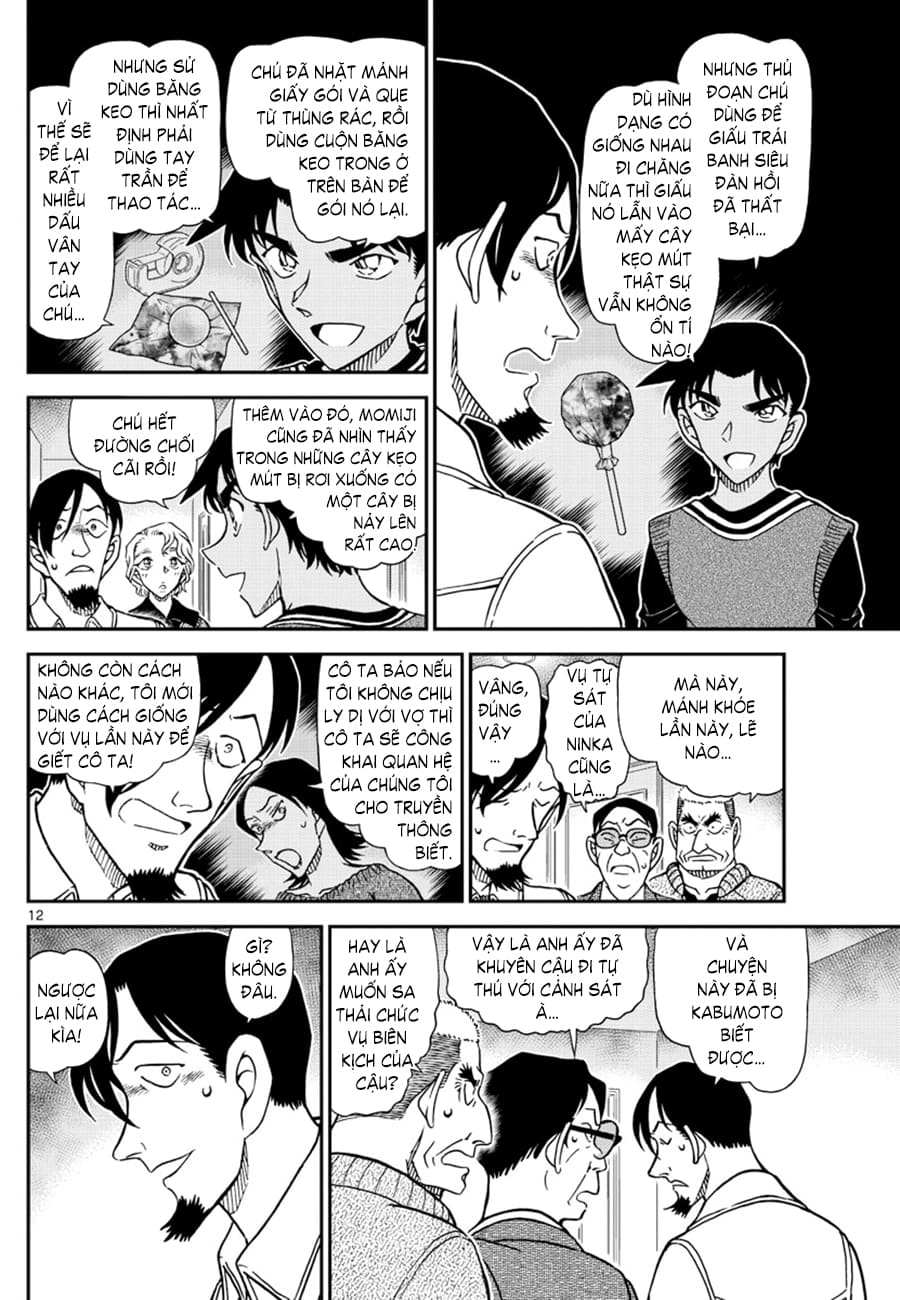 NHƯNG THỦ
ĐOẠN CHÚ
DÙNG ĐỂ
GIẤU TRÁI
BANH SIÊU
ĐÀN HỒI
ĐÃ THẤT
BẠI...
DÙ HÌNH
DẠNG CÓ
GIỐNG NHAU
ĐI CHĂNG
NỮA THÌ GIẤU
NÓ LẪN VÀO
MẤY CÂY
KẸO MÚT
THẬT SỰ
VẪN KHÔNG
ỔN TÍ
NÀO!
CHÚ ĐÃ NHẶT MẢNH
GIẤY GÓI VÀ QUE
TỪ THÙNG RÁC, RỒI
DÙNG CUỘN BĂNG
KEO TRONG Ở
TRÊN BÀN ĐỂ
GÓI NÓ LẠI.
NHƯNG SỬ
DÙNG BĂNG
KEO THÌ NHẤT
ĐỊNH PHẢI
DÙNG TAY
TRẦN ĐỂ
THAO TÁC...
VÌ
THẾ SẼ
ĐỂ LẠI
RẤT
NHIỀU
DẤU
VÂN
TAY
CỦA
CHÚ...
THÊM VÀO ĐÓ, MOMIJI
CŨNG ĐÃ NHÌN THẤY
TRONG NHỮNG CÂY KẸO
MÚT BỊ RƠI XUỐNG CÓ
MỘT CÂY BỊ
NẢY LÊN
RẤT CAO!
CHÚ HẾT
ĐƯỜNG CHỐI
CÃI RỒI!
MÀ NÀY,
MÁNH KHÓE
LẦN NÀY, LẼ
NÀO...
VỤ TỰ
SÁT CỦA
NINKA
CŨNG
LÀ...
VÂNG,
ĐÚNG
VẬY
...
CÔ TA BẢO NẾU
TÔI KHÔNG CHỊU
LY DỊ VỚI VỢ THÌ
CÔ TA SẼ CÔNG
KHAI QUAN HỆ
CỦA CHÚNG TÔI
CHO TRUYỀN
THÔNG
BIẾT.
KHÔNG CÒN CÁCH
NÀO KHÁC, TÔI MỚI
DÙNG CÁCH GIỐNG
VỚI VỤ LẦN NÀY ĐỂ
GIẾT CÔ TA!
12
VÀ
CHUYỆN
NÀY ĐÃ BỊ
KABUMOTO
BIẾT
ĐƯỢC...
VẬY LÀ ANH ẤY ĐÃ
KHUYÊN CẬU ĐI TỰ
THÚ VỚI CẢNH SÁT
À...
HAY LÀ
ANH ẤY
MUỐN SA
THẢI CHỨC
VỤ BIÊN
KỊCH CỦA
CẬU?
GÌ?
KHÔNG
ĐÂU.
NGƯỢC
LẠI NỮA
KÌA!